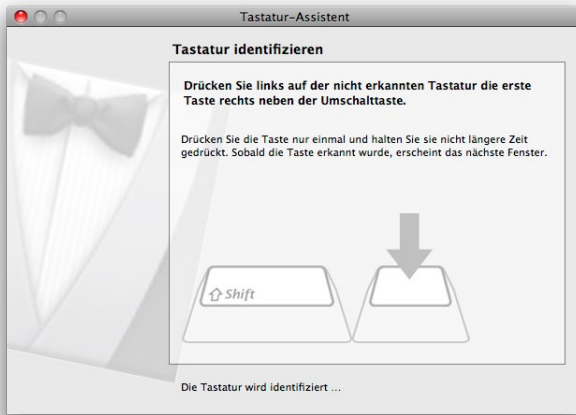 Tastatur-Assistent
Tastatur identifizieren
Drücken Sie links auf der nicht erkannten Tastatur die erste
Taste rechts neben der Umschalttaste.
Drücken Sie die Taste nur einmal und halten Sie sie nicht längere Zeit
gedrückt. Sobald die Taste erkannt wurde, erscheint das nächste Fenster.
⇧ Shift
Die Tastatur wird identifiziert ...